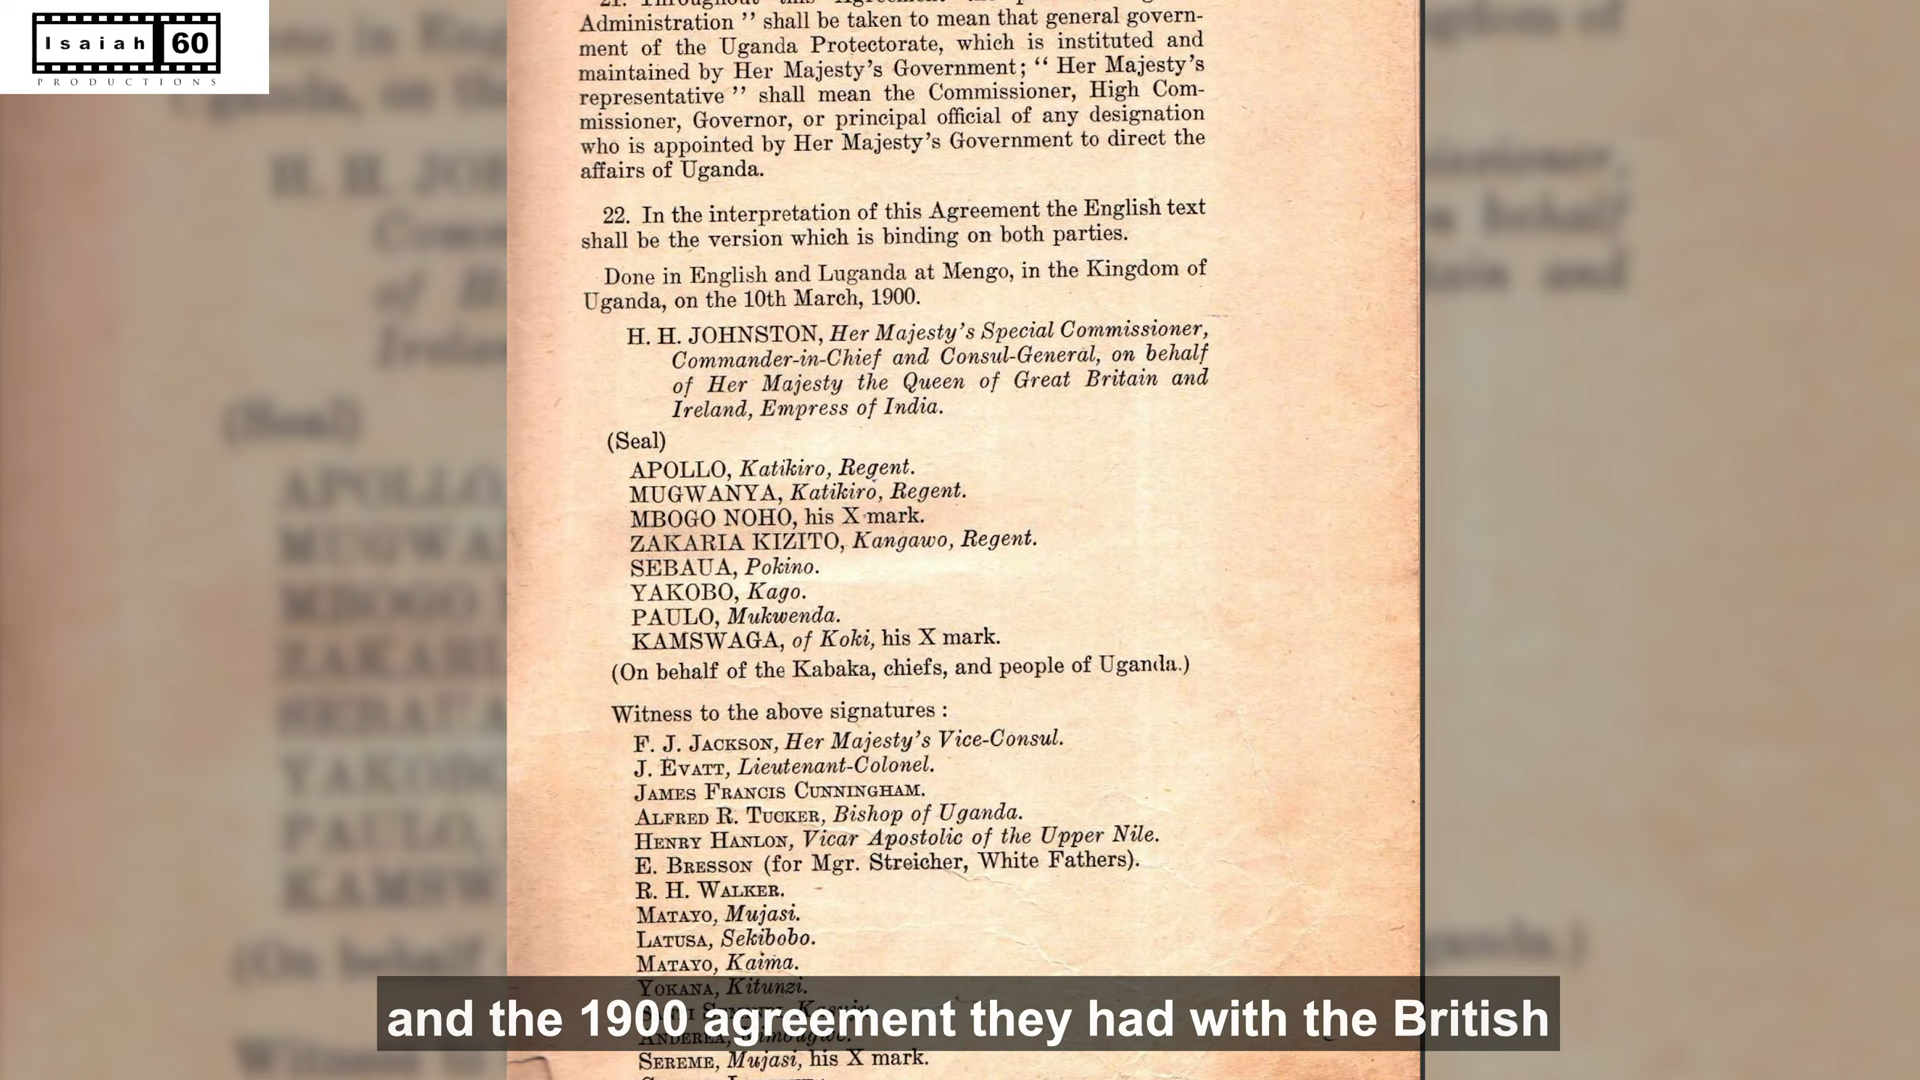 Isaiah 60
PRODUCTIONS
Administration” shall be taken to mean that general govern-
ment of the Uganda Protectorate, which is instituted and
maintained by Her Majesty’s Government; “ Her Majesty’s
representative ” shall mean the Commissioner, High Com-
missioner, Governor, or principal official of any designation
who is appointed by Her Majesty’s Government to direct the
affairs of Uganda.
22. In the interpretation of this Agreement the English text
shall be the version which is binding on both parties.
Done in English and Luganda at Mengo, in the Kingdom of
Uganda, on the 10th March, 1900.
H. H. JOHNSTON, Her Majesty’s Special Commissioner,
Commander-in-Chief and Consul-General, on behalf
of Her Majesty the Queen of Great Britain and
Ireland, Empress of India.
(Seal)
APOLLO, Katikiro, Regent.
MUGWANYA, Katikiro, Regent.
MBOGO NOHO, his X mark.
ZAKARIA KIZITO, Kangawo, Regent.
SEBAUA, Pokino.
YAKOBO, Kago.
PAULO, Mukwenda.
KAMSWAGA, of Koki, his X mark.
(On behalf of the Kabaka, chiefs, and people of Uganda.)
Witness to the above signatures :
F. J. JACKSON, Her Majesty’s Vice-Consul.
J. EVATT, Lieutenant-Colonel.
JAMES FRANCIS CUNNINGHAM.
ALFRED R. TUCKER, Bishop of Uganda.
HENRY HANLON, Vicar Apostolic of the Upper Nile.
E. BRESSON (for Mgr. Streicher, White Fathers).
R. H. WALKER.
MATAYO, Mujasi.
LATUSA, Sekibobo.
MATAYO, Kaima.
YOKANA, Kitunzi.
and the 1900 agreement they had with the British
SEREME, Mujasi, his X mark.